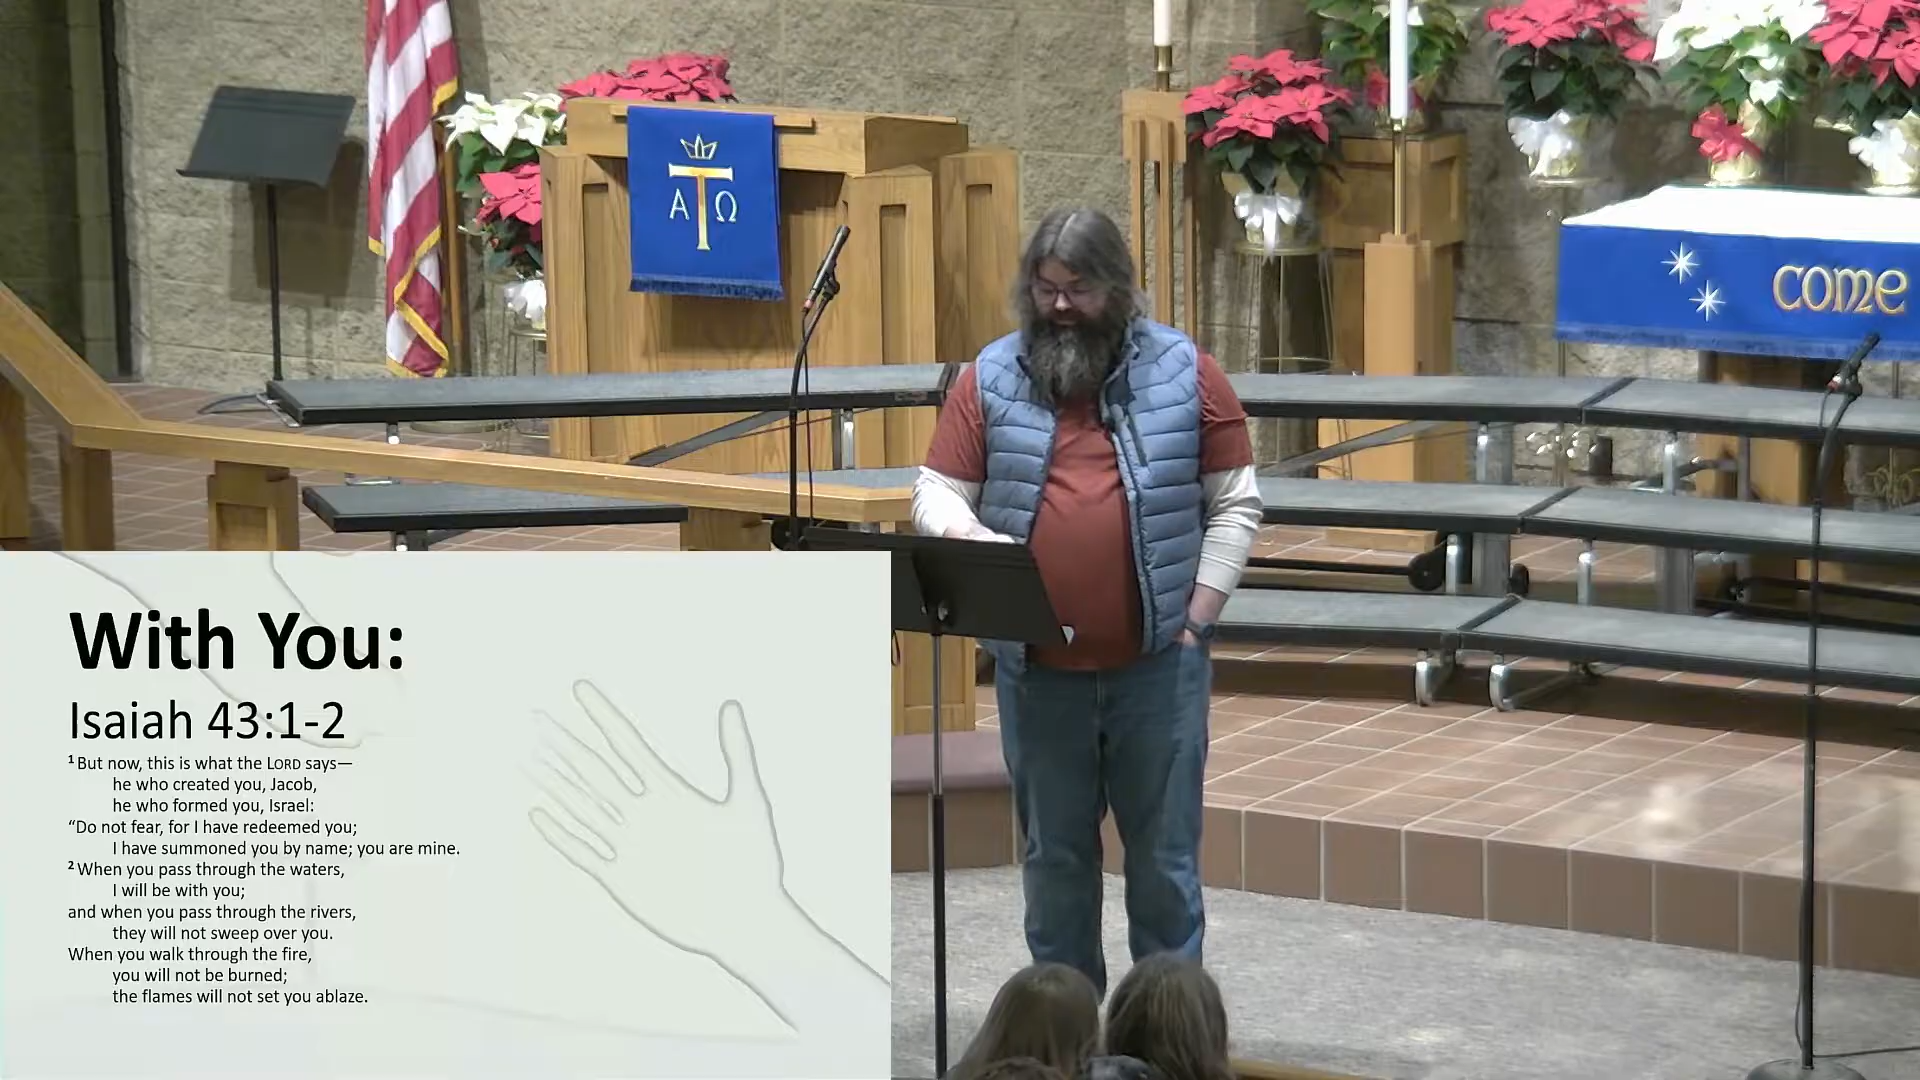 Α Ω
COME
With You:
Isaiah 43:1-2
1 But now, this is what the LORD says—
he who created you, Jacob,
he who formed you, Israel:
“Do not fear, for I have redeemed you;
I have summoned you by name; you are mine.
2 When you pass through the waters,
I will be with you;
and when you pass through the rivers,
they will not sweep over you.
When you walk through the fire,
you will not be burned;
the flames will not set you ablaze.